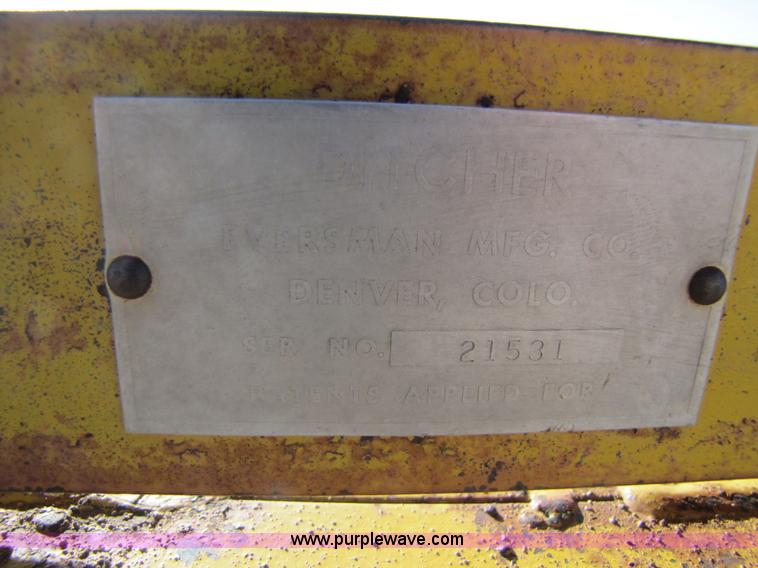 DITCHER
EVERSMAN MFG. CO.
DENVER, COLO.
SER. NO. 21531
PATENTS APPLIED FOR
www.purplewave.com